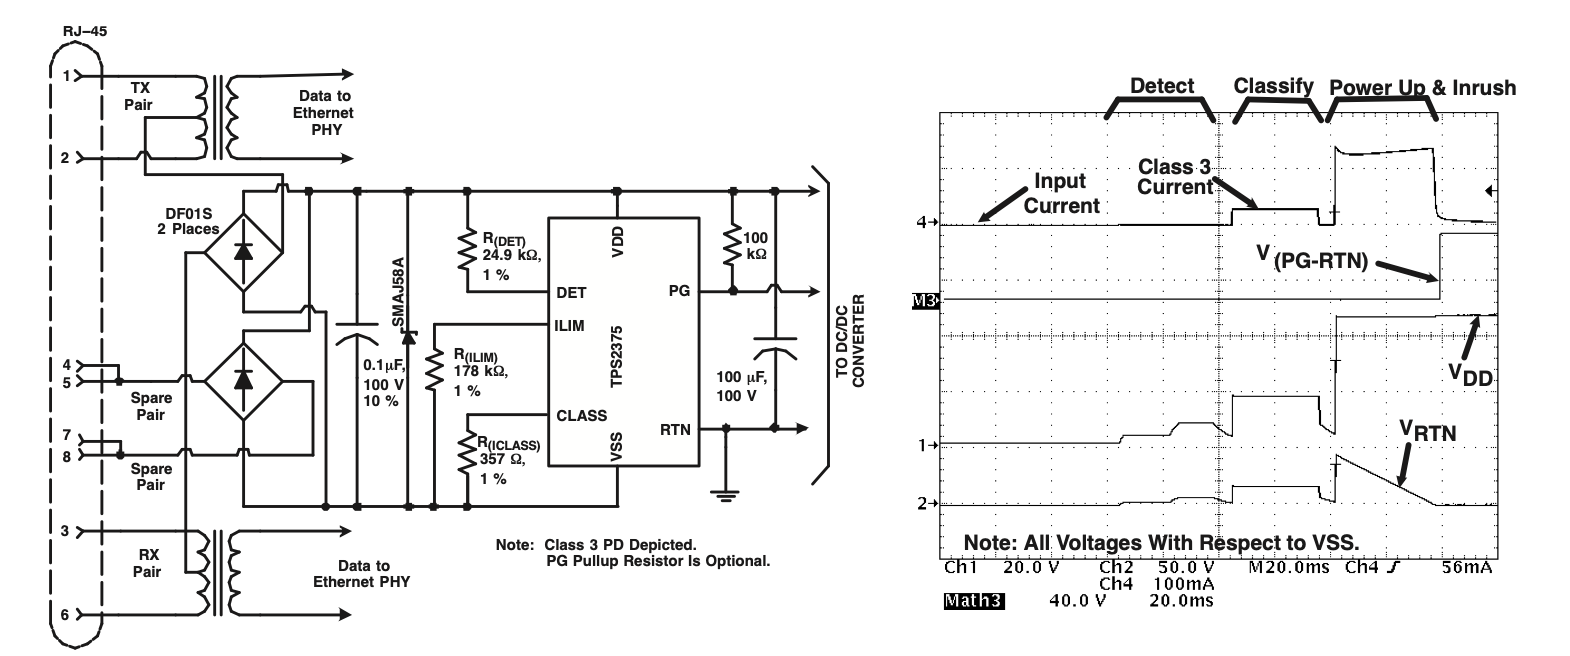 RJ−45
1
TX
Pair
2
Data to
Ethernet
PHY
DF01S
2 Places
4
5
Spare
Pair
7
8
Spare
Pair
3
RX
Pair
6
Data to
Ethernet PHY
0.1μF,
100 V
10 %
SMAJ58A
R(DET)
24.9 kΩ,
1 %
R(ILIM)
178 kΩ,
1 %
R(ICLASS)
357 Ω,
1 %
VDD
DET
ILIM
CLASS
VSS
TPS2375
PG
RTN
100
kΩ
100 μF,
100 V
TO DC/DC
CONVERTER
Note: Class 3 PD Depicted.
PG Pullup Resistor Is Optional.
Detect
Classify
Power Up & Inrush
Input
Current
Class 3
Current
4
V(PG-RTN)
M3
VDD
1
VRTN
2
Note: All Voltages With Respect to VSS.
Ch1 20.0 V Ch2 50.0 V M20.0ms Ch4 56mA
Ch4 100mA
Math3 40.0 V 20.0ms